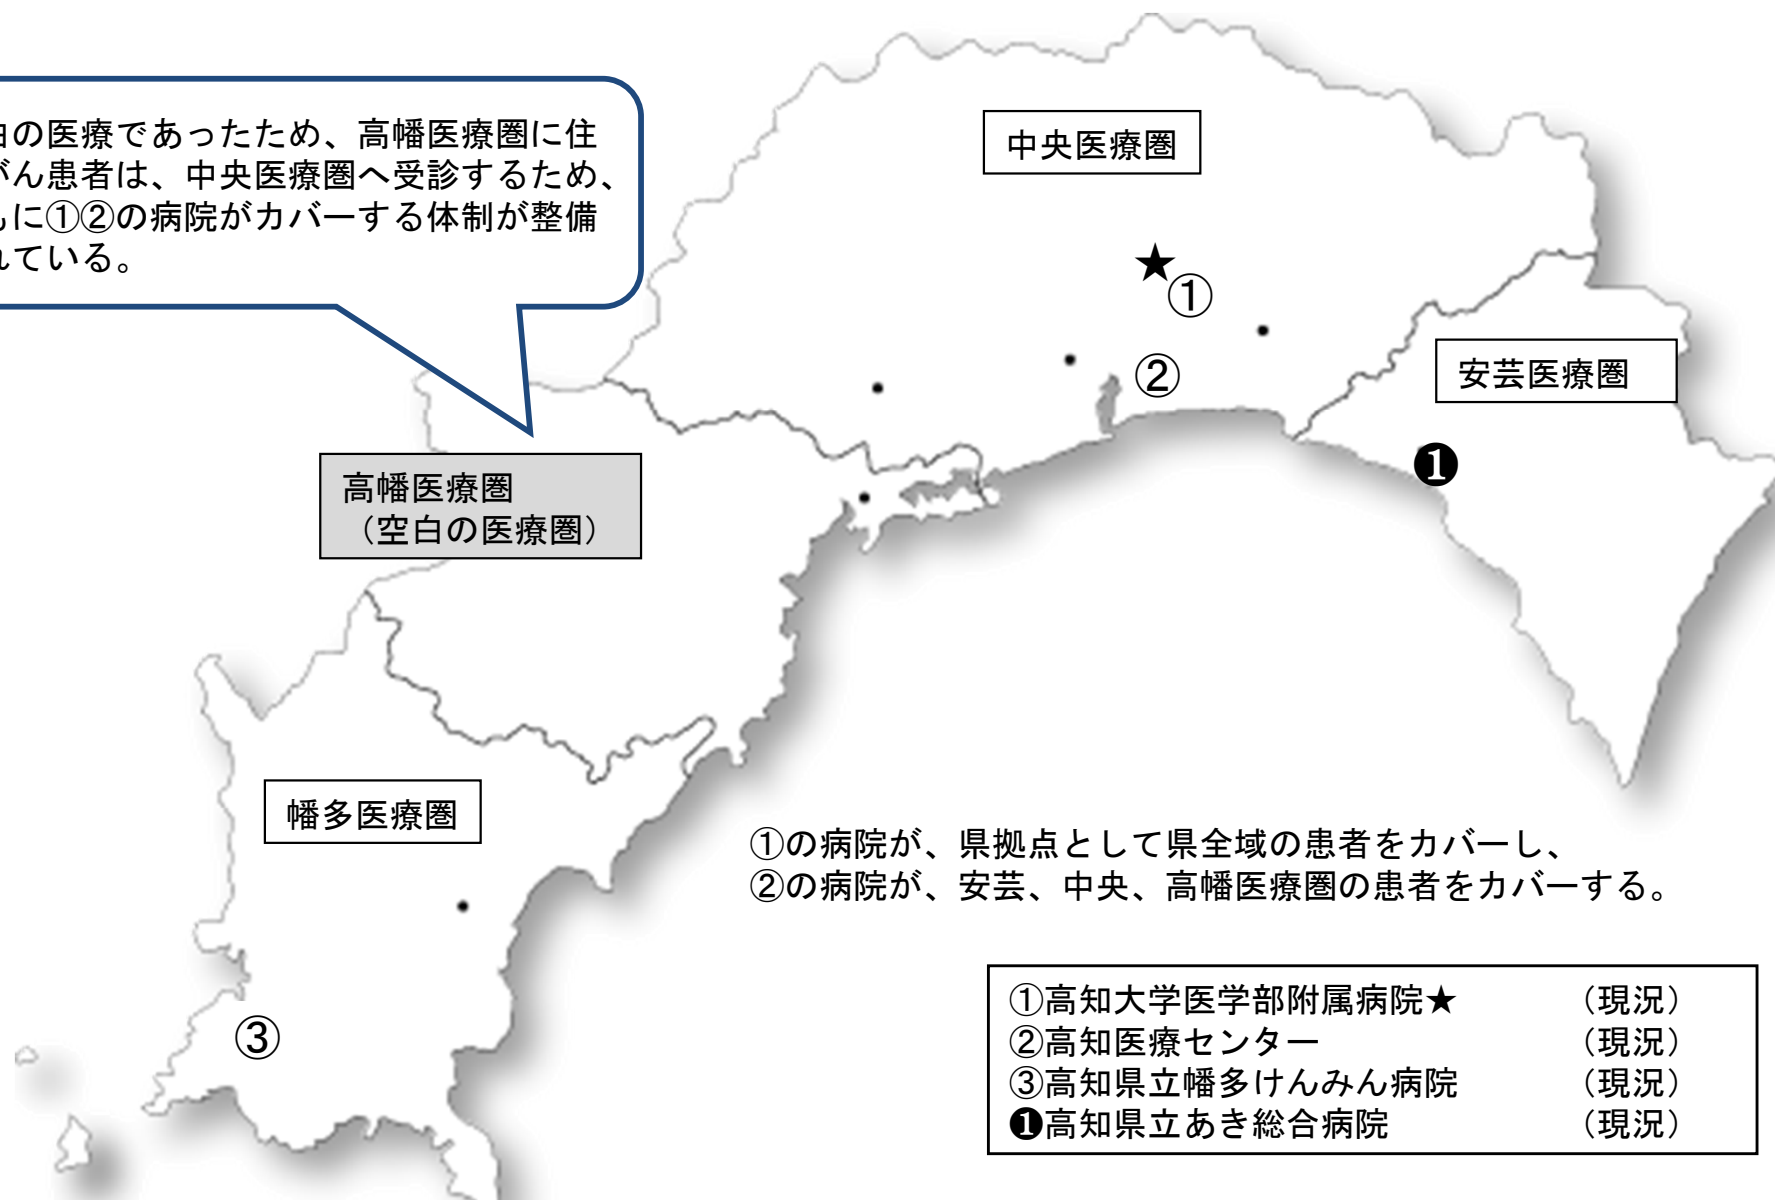 白の医療であったため、高幡医療圏に住
がん患者は、中央医療圏へ受診するため、
もに①②の病院がカバーする体制が整備
れている。
中央医療圏
★
①
②
安芸医療圏
❶
高幡医療圏
（空白の医療圏）
幡多医療圏
①の病院が、県拠点として県全域の患者をカバーし、
②の病院が、安芸、中央、高幡医療圏の患者をカバーする。
③
①高知大学医学部附属病院★ （現況）
②高知医療センター （現況）
③高知県立幡多けんみん病院 （現況）
❶高知県立あき総合病院 （現況）